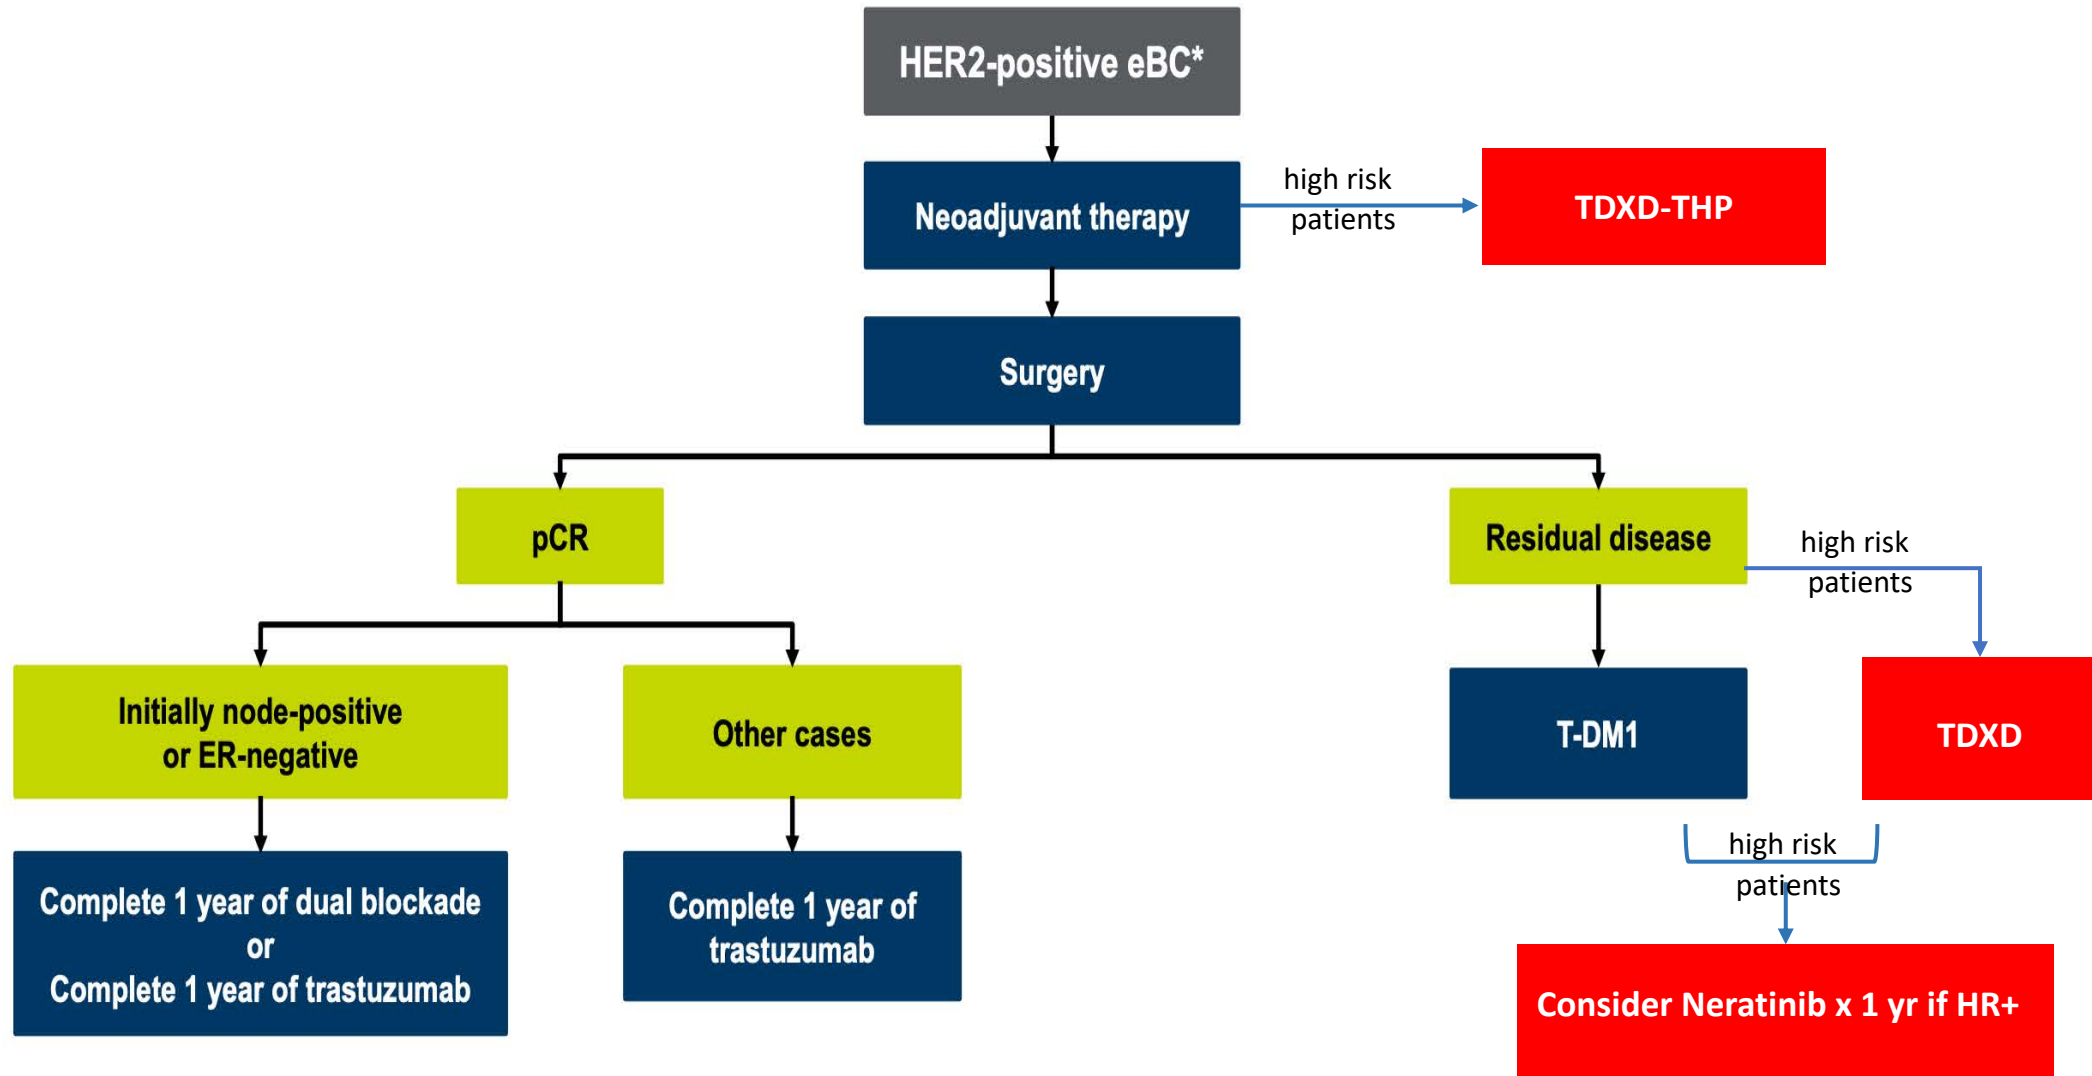 HER2-positive eBC*
Neoadjuvant therapy
high risk
patients
TDXD-THP
Surgery
pCR
Residual disease
high risk
patients
Initially node-positive
or ER-negative
Other cases
T-DM1
TDXD
high risk
patients
Complete 1 year of dual blockade
or
Complete 1 year of trastuzumab
Complete 1 year of
trastuzumab
Consider Neratinib x 1 yr if HR+